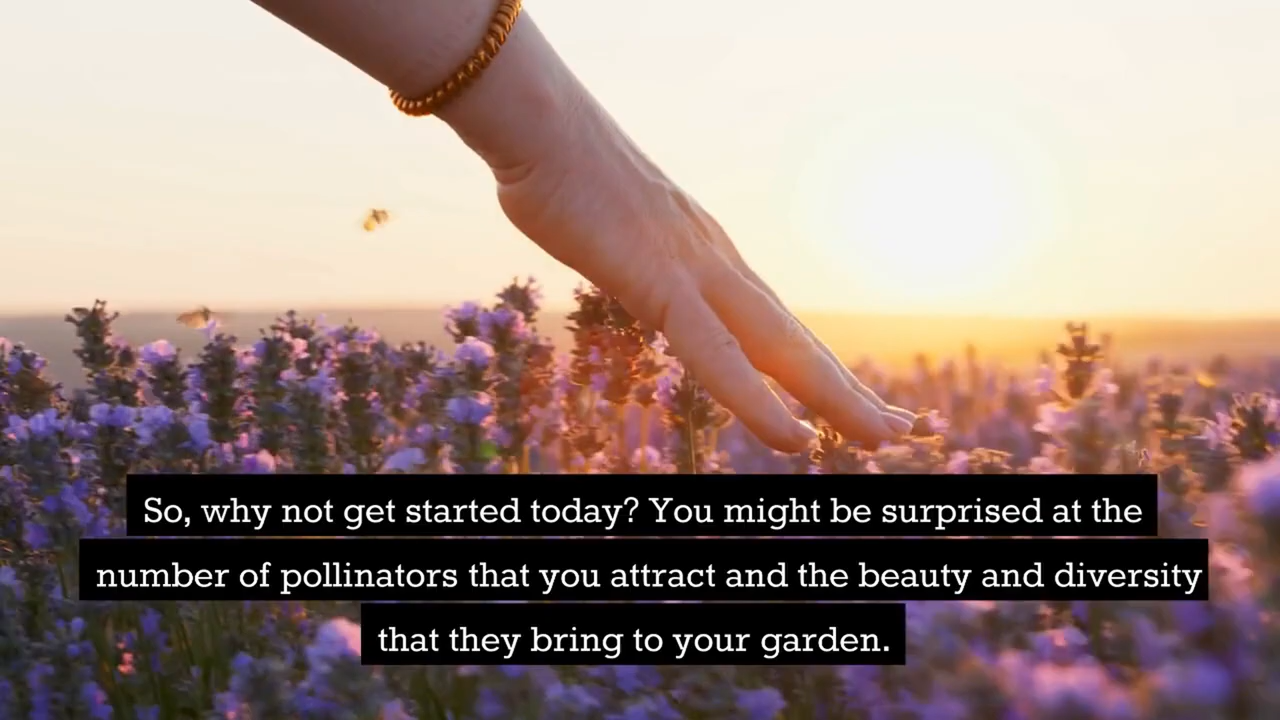 So, why not get started today? You might be surprised at the
number of pollinators that you attract and the beauty and diversity
that they bring to your garden.